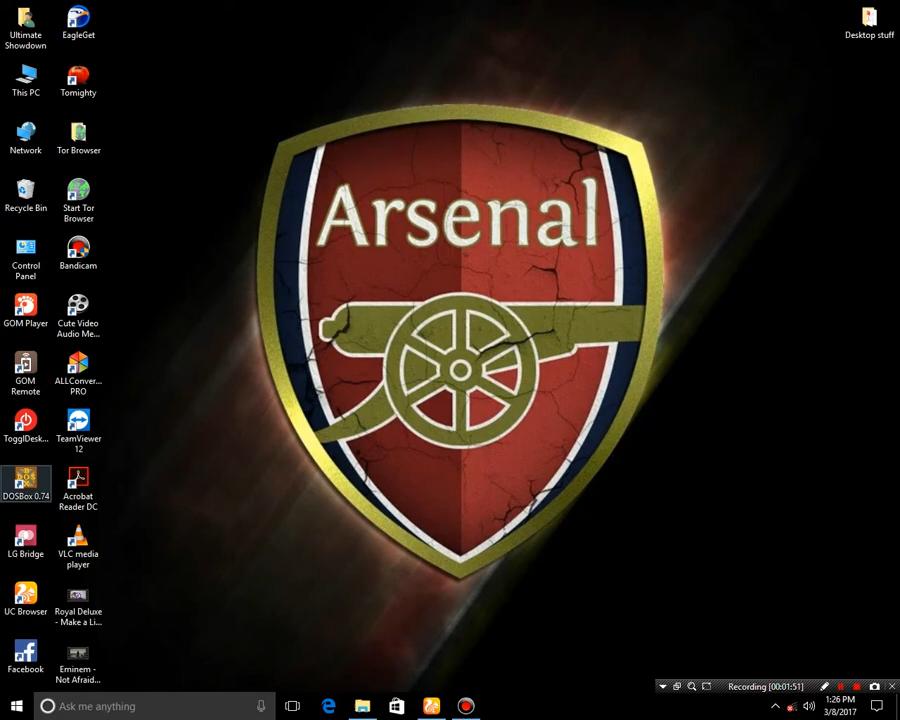 Ultimate
Showdown
EagleGet
Desktop stuff
This PC
Tomighty
Network
Tor Browser
Recycle Bin
Start Tor
Browser
Control
Panel
Bandicam
GOM Player
Cute Video
Audio Me...
GOM
Remote
ALLConver...
PRO
TogglDesk...
TeamViewer
12
DOSBox 0.74
Acrobat
Reader DC
LG Bridge
VLC media
player
UC Browser
Royal Deluxe
- Make a Li...
Facebook
Eminem -
Not Afraid...
Arsenal
Recording [00:01:51]
Ask me anything
1:26 PM
3/8/2017